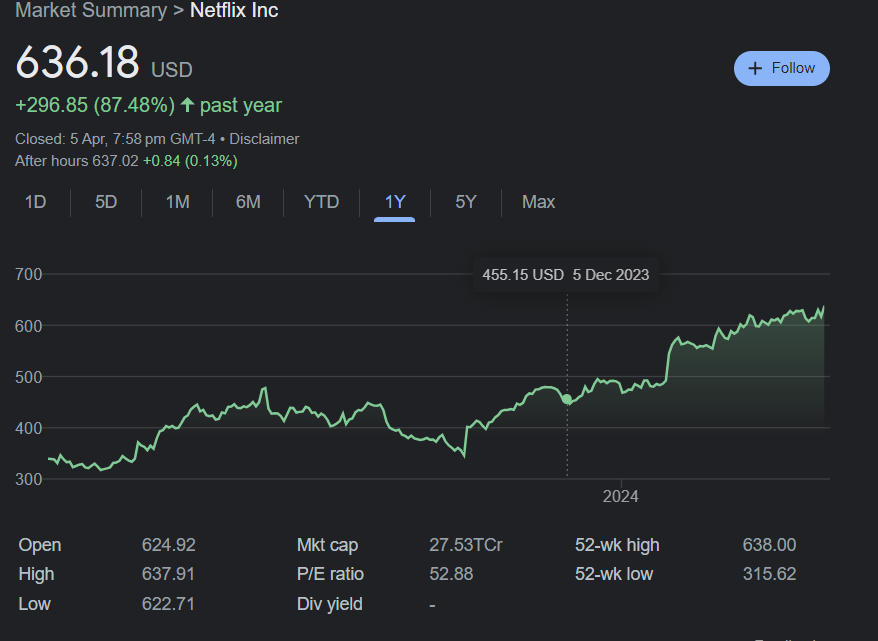 Market Summary > Netflix Inc
636.18 USD
+ Follow
+296.85 (87.48%) ↑ past year
Closed: 5 Apr, 7:58 pm GMT-4 • Disclaimer
After hours 637.02 +0.84 (0.13%)
1D 5D 1M 6M YTD 1Y 5Y Max
455.15 USD 5 Dec 2023
700
600
500
400
300
2024
Open 624.92 Mkt cap 27.53TCr 52-wk high 638.00
High 637.91 P/E ratio 52.88 52-wk low 315.62
Low 622.71 Div yield -